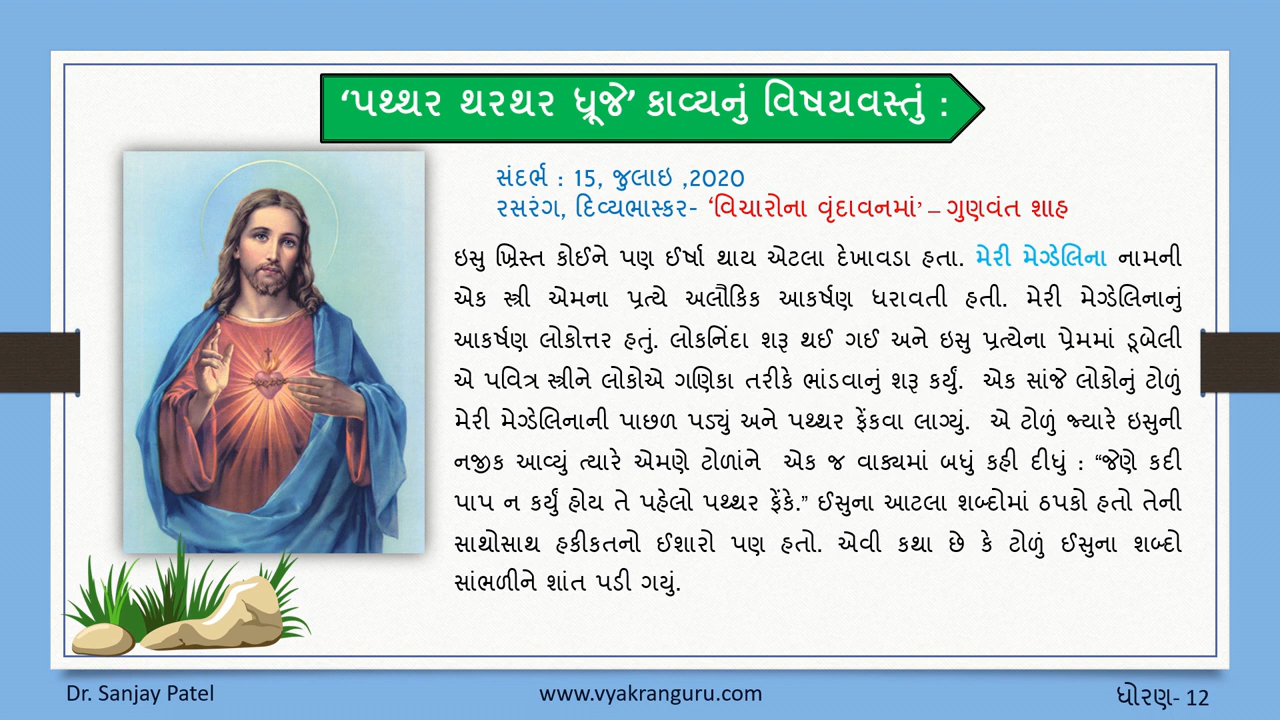 ‘પથ્થર થરથર ધ્રૂજે’ કાવ્યનું વિષયવસ્તું :
સંદર્ભ : 15, જુલાઇ ,2020
રસરંગ, દિવ્યભાસ્કર- ‘વિચારોના વૃંદાવનમાં’ – ગુણવંત શાહ
ઇસુ ખ્રિસ્ત કોઈને પણ ઈર્ષા થાય એટલા દેખાવડા હતા. મેરી મેગ્ડેલિના નામની
એક સ્ત્રી એમના પ્રત્યે અલૌકિક આકર્ષણ ધરાવતી હતી. મેરી મેગ્ડેલિનાનું
આકર્ષણ લોકોત્તર હતું. લોકનિંદા શરૂ થઈ ગઈ અને ઇસુ પ્રત્યેના પ્રેમમાં ડૂબેલી
એ પવિત્ર સ્ત્રીને લોકોએ ગણિકા તરીકે ભાંડવાનું શરૂ કર્યું. એક સાંજે લોકોનું ટોળું
મેરી મેગ્ડેલિનાની પાછળ પડ્યું અને પથ્થર ફેંકવા લાગ્યું. એ ટોળું જ્યારે ઇસુની
નજીક આવ્યું ત્યારે એમણે ટોળાંને એક જ વાક્યમાં બધું કહી દીધું : “જેણે કદી
પાપ ન કર્યું હોય તે પહેલો પથ્થર ફેંકે.” ઈસુના આટલા શબ્દોમાં ઠપકો હતો તેની
સાથોસાથ હકીકતનો ઈશારો પણ હતો. એવી કથા છે કે ટોળું ઈસુના શબ્દો
સાંભળીને શાંત પડી ગયું.
Dr. Sanjay Patel
www.vyakranguru.com
ધોરણ- 12